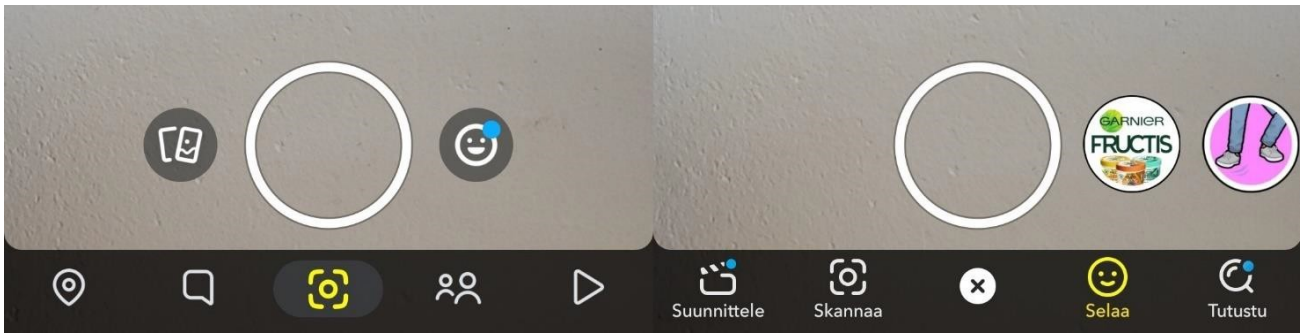 GARNIER
FRUCTIS
Suunnittele
Skannaa
Selaa
Tutustu